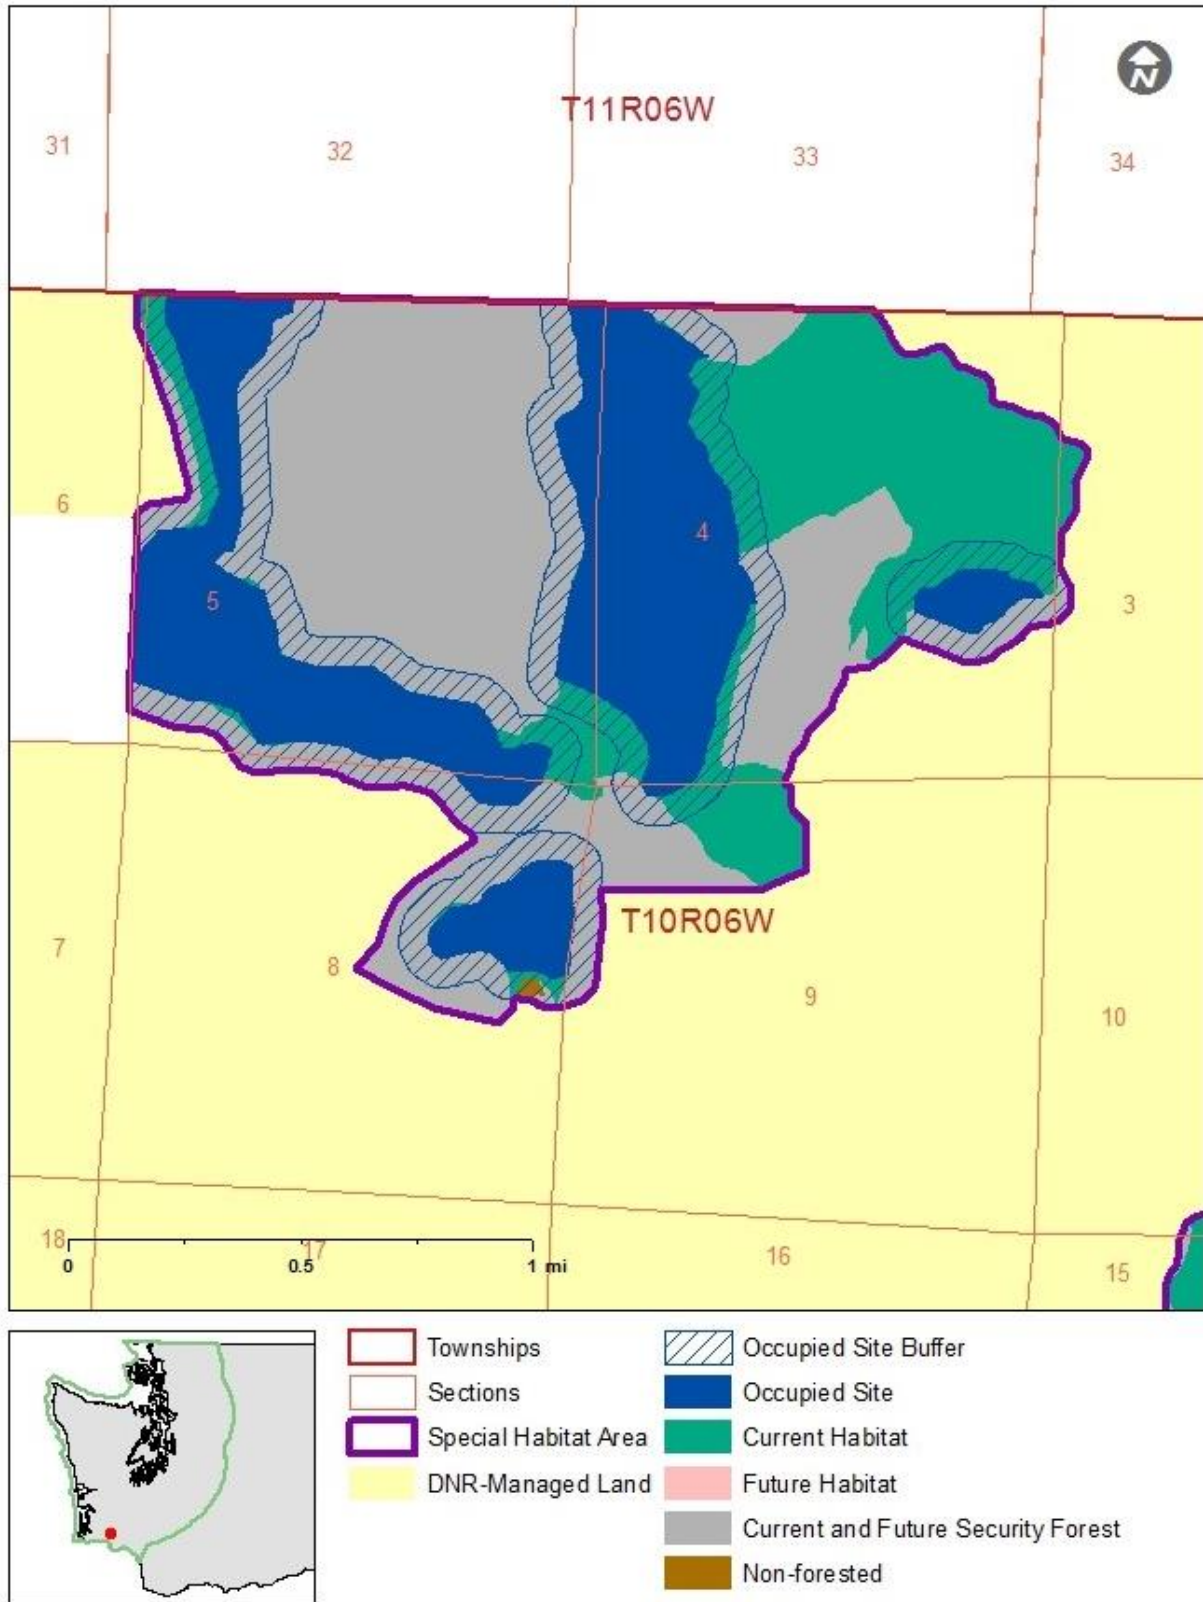 N
T11R06W
31
32
33
34
6
4
5
3
T10R06W
7
8
9
10
18
17
16
15
0
0.5
1 mi
Townships
Sections
Special Habitat Area
DNR-Managed Land
Occupied Site Buffer
Occupied Site
Current Habitat
Future Habitat
Current and Future Security Forest
Non-forested